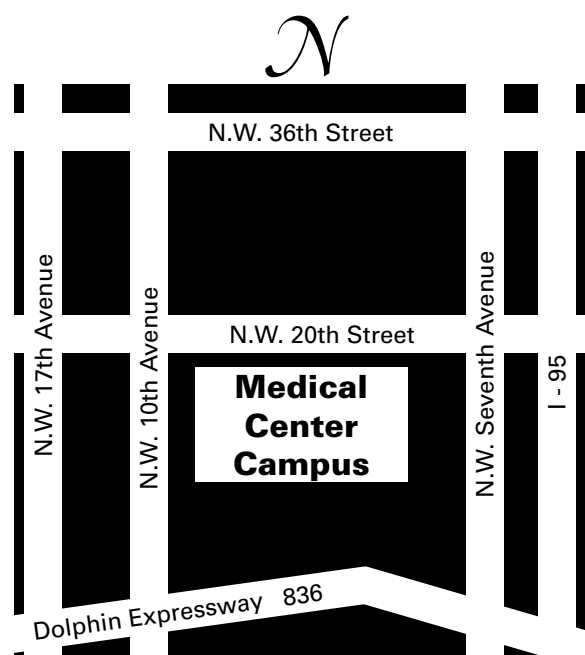 N
N.W. 36th Street
N.W. 17th Avenue
N.W. 10th Avenue
N.W. 20th Street
N.W. Seventh Avenue
I - 95
Medical
Center
Campus
Dolphin Expressway 836